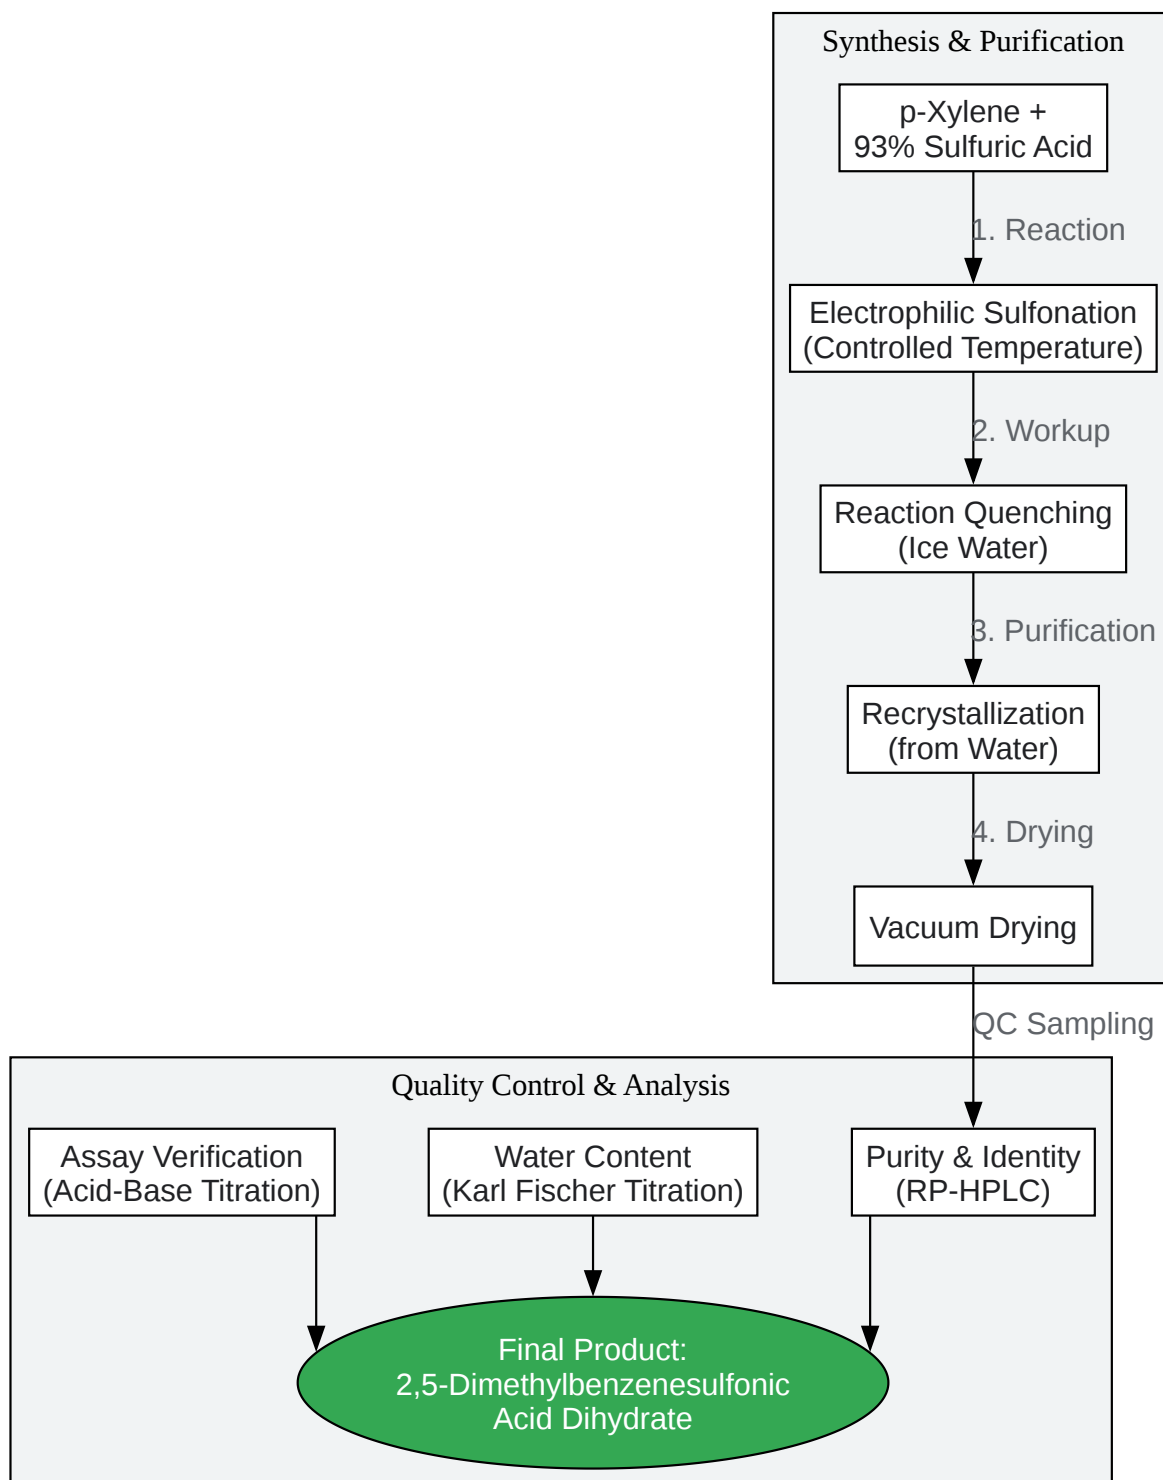 Synthesis & Purification
p-Xylene +
93% Sulfuric Acid
1. Reaction
Electrophilic Sulfonation
(Controlled Temperature)
2. Workup
Reaction Quenching
(Ice Water)
3. Purification
Recrystallization
(from Water)
4. Drying
Vacuum Drying
QC Sampling
Quality Control & Analysis
Assay Verification
(Acid-Base Titration)
Water Content
(Karl Fischer Titration)
Purity & Identity
(RP-HPLC)
Final Product:
2,5-Dimethylbenzenesulfonic
Acid Dihydrate